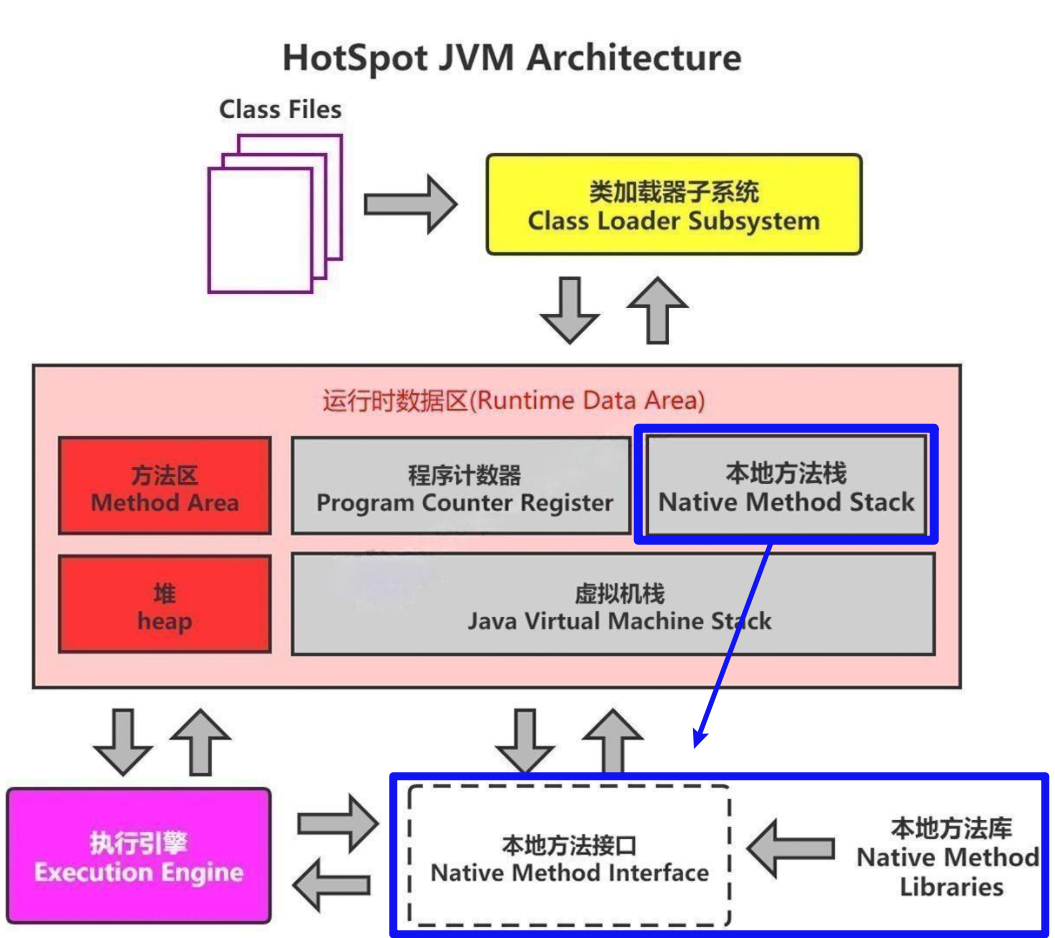 HotSpot JVM Architecture
Class Files
类加载器子系统
Class Loader Subsystem
运行时数据区(Runtime Data Area)
方法区
Method Area
程序计数器
Program Counter Register
本地方法栈
Native Method Stack
堆
heap
虚拟机栈
Java Virtual Machine Stack
执行引擎
Execution Engine
本地方法接口
Native Method Interface
本地方法库
Native Method
Libraries